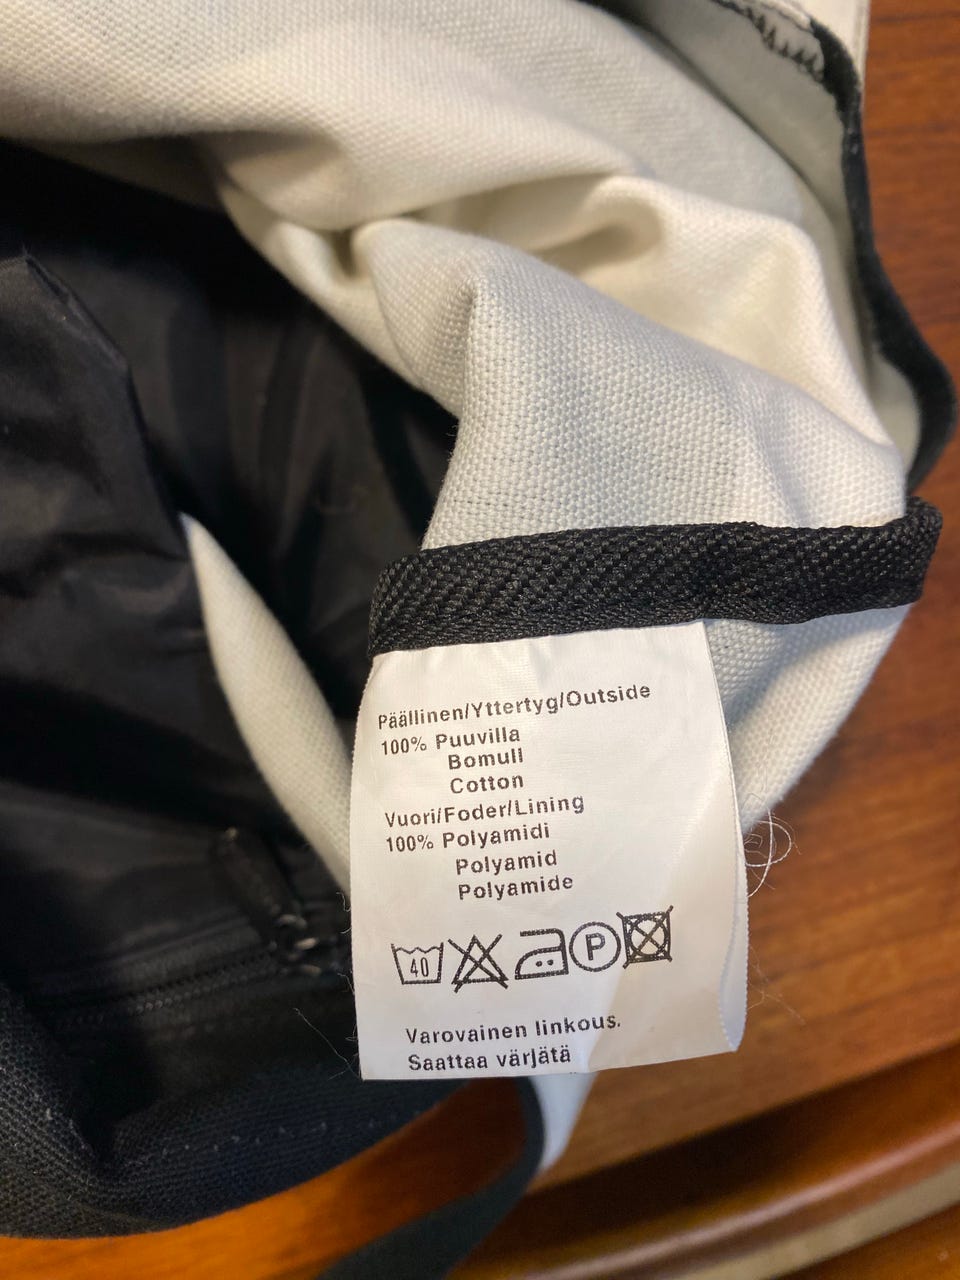 Päällinen/Yttertyg/Outside
100% Puuvilla
Bomull
Cotton
Vuori/Foder/Lining
100% Polyamidi
Polyamid
Polyamide
40 P
Varovainen linkous.
Saattaa värjätä